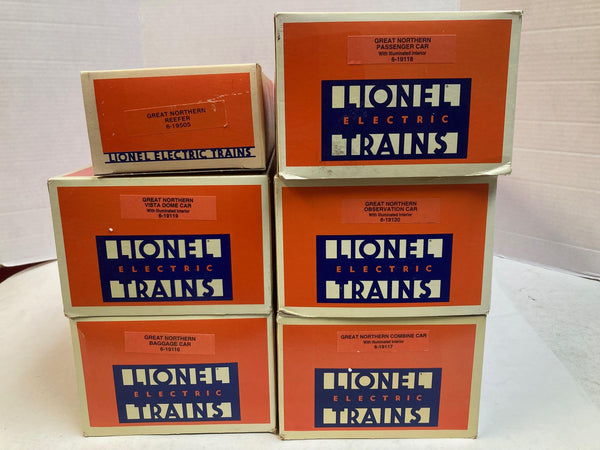 GREAT NORTHERN
REEFER
6-19505
LIONEL ELECTRIC TRAINS
GREAT NORTHERN
PASSENGER CAR
With Illuminated Interior
6-19118
LIONEL
ELECTRIC
TRAINS
GREAT NORTHERN
VISTA DOME CAR
With Illuminated Interior
6-19119
LIONEL
ELECTRIC
TRAINS
GREAT NORTHERN
OBSERVATION CAR
With Illuminated Interior
6-19120
LIONEL
ELECTRIC
TRAINS
GREAT NORTHERN
BAGGAGE CAR
6-19116
LIONEL
ELECTRIC
TRAINS
GREAT NORTHERN COMBINE CAR
With Illuminated Interior
6-19117
LIONEL
ELECTRIC
TRAINS